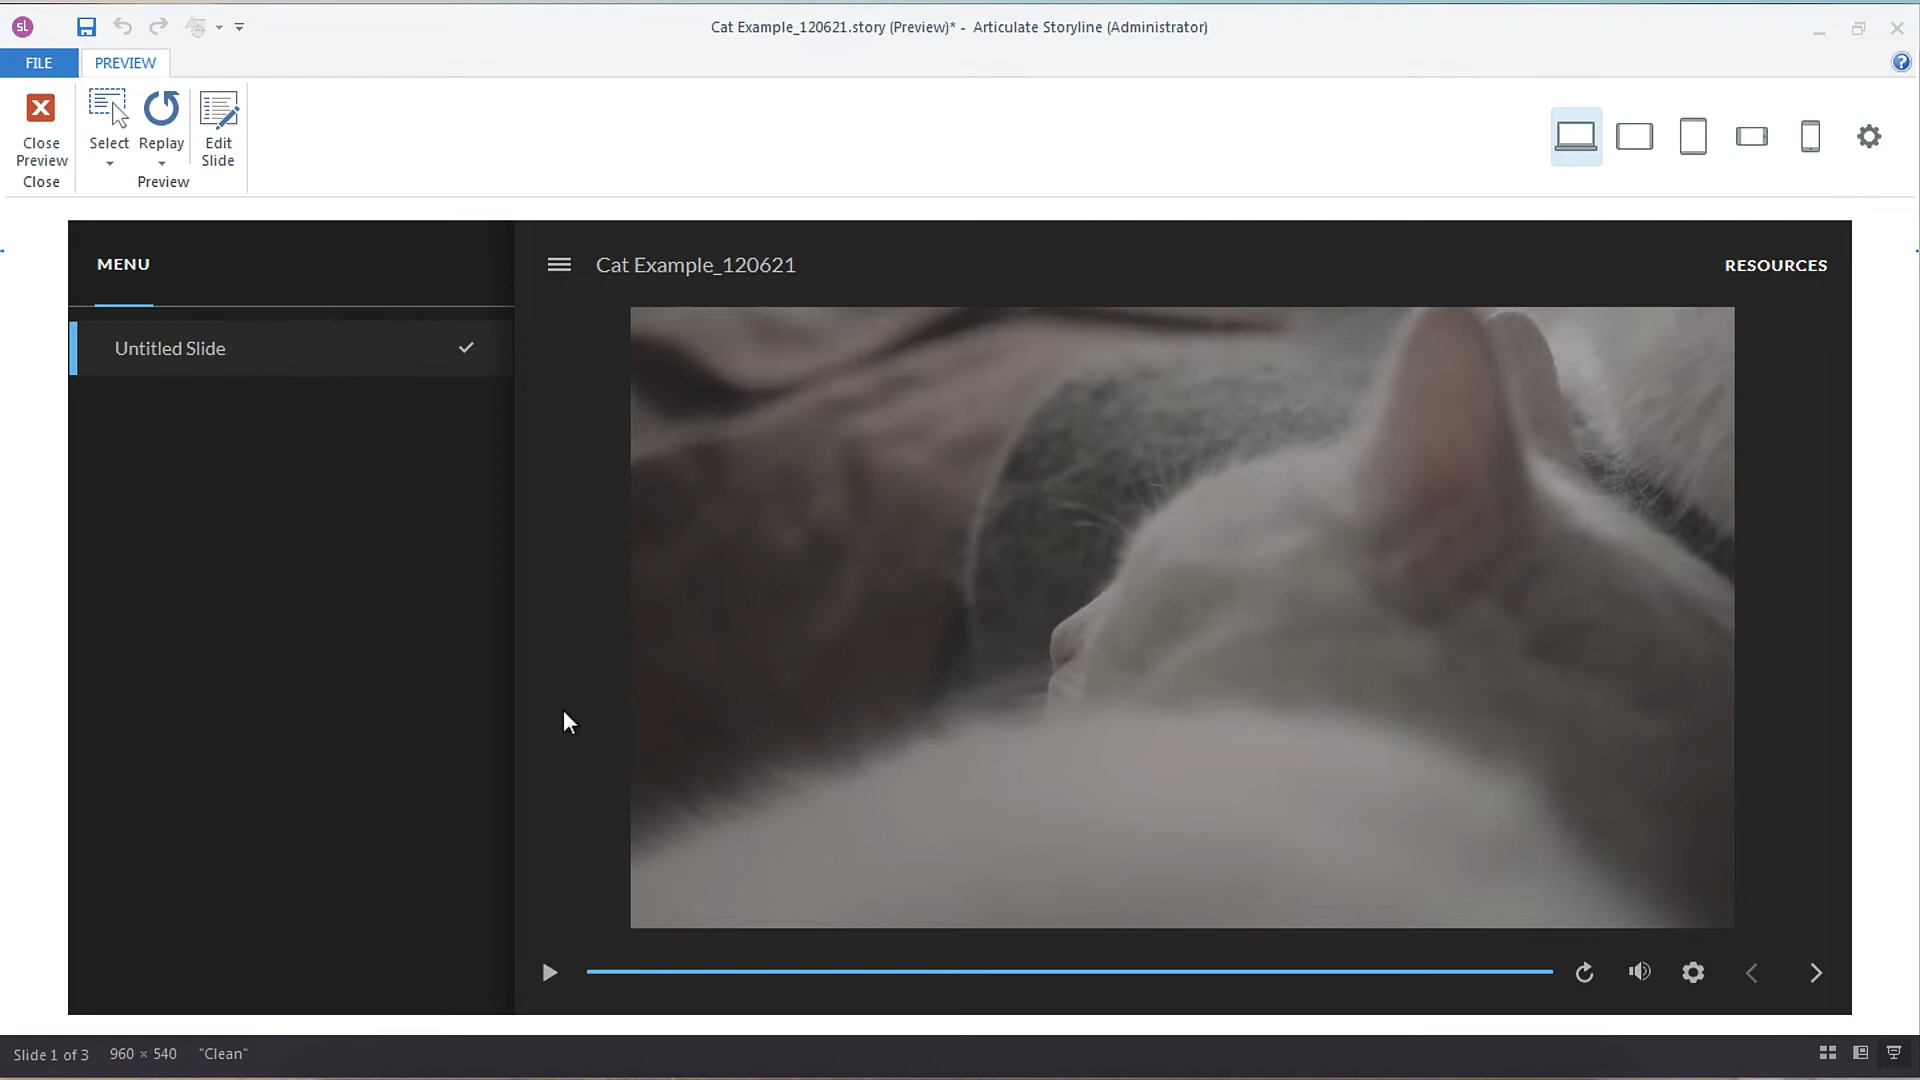 SL
Cat Example_120621.story (Preview)* - Articulate Storyline (Administrator)
FILE
PREVIEW
?
Close Preview
Select
Replay
Edit Slide
Close
Preview
MENU
Cat Example_120621
RESOURCES
Untitled Slide
Slide 1 of 3
960 × 540
"Clean"